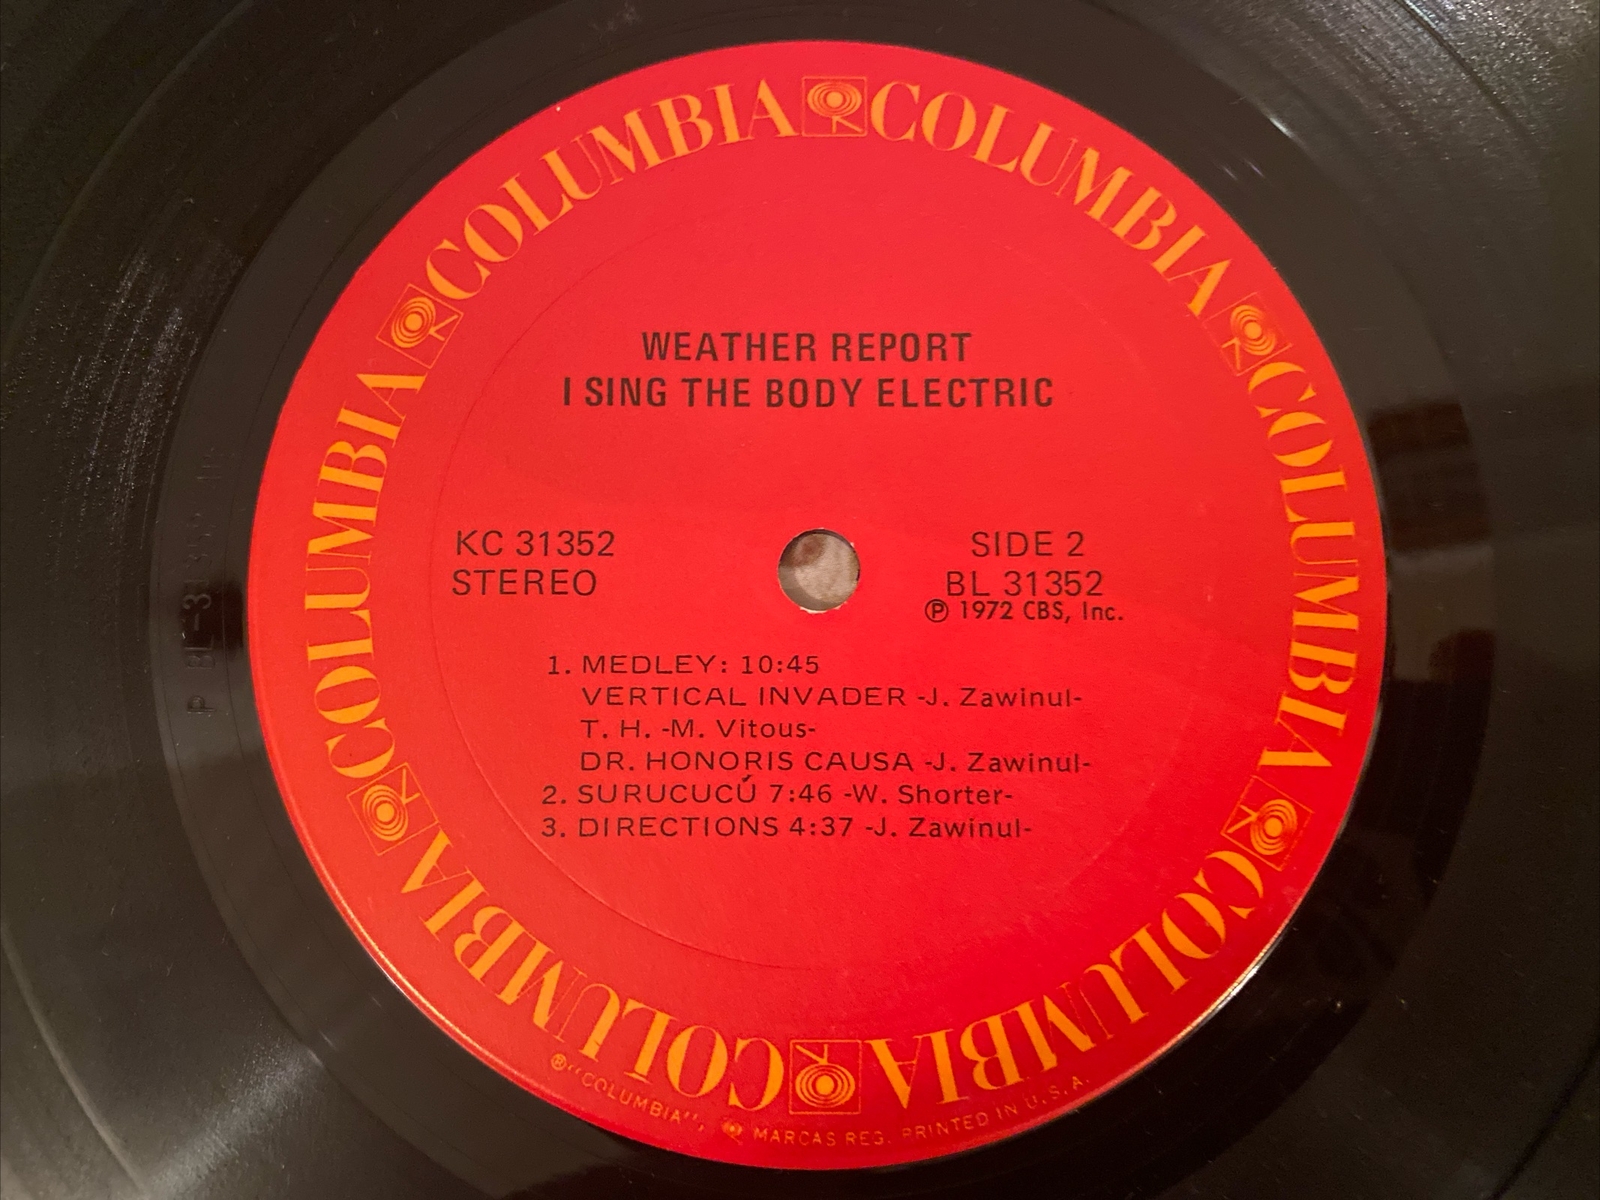 COLUMBIA COLUMBIA COLUMBIA COLUMBIA COLUMBIA COLUMBIA
WEATHER REPORT
I SING THE BODY ELECTRIC
KC 31352
STEREO
SIDE 2
BL 31352
Ⓟ 1972 CBS, Inc.
1. MEDLEY: 10:45
VERTICAL INVADER -J. Zawinul-
T. H. -M. Vitous-
DR. HONORIS CAUSA -J. Zawinul-
2. SURUCUCÚ 7:46 -W. Shorter-
3. DIRECTIONS 4:37 -J. Zawinul-
® "COLUMBIA", MARCAS REG. PRINTED IN U.S.A.